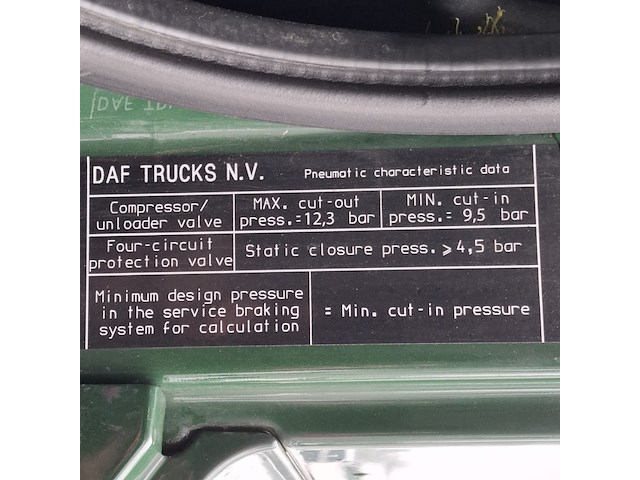 DAF TRUCKS N.V. Pneumatic characteristic data
Compressor/
unloader valve
MAX. cut-out
press.=12,3 bar
MIN. cut-in
press.= 9,5 bar
Four-circuit
protection valve
Static closure press. ⩾4,5 bar
Minimum design pressure
in the service braking
system for calculation
= Min. cut-in pressure